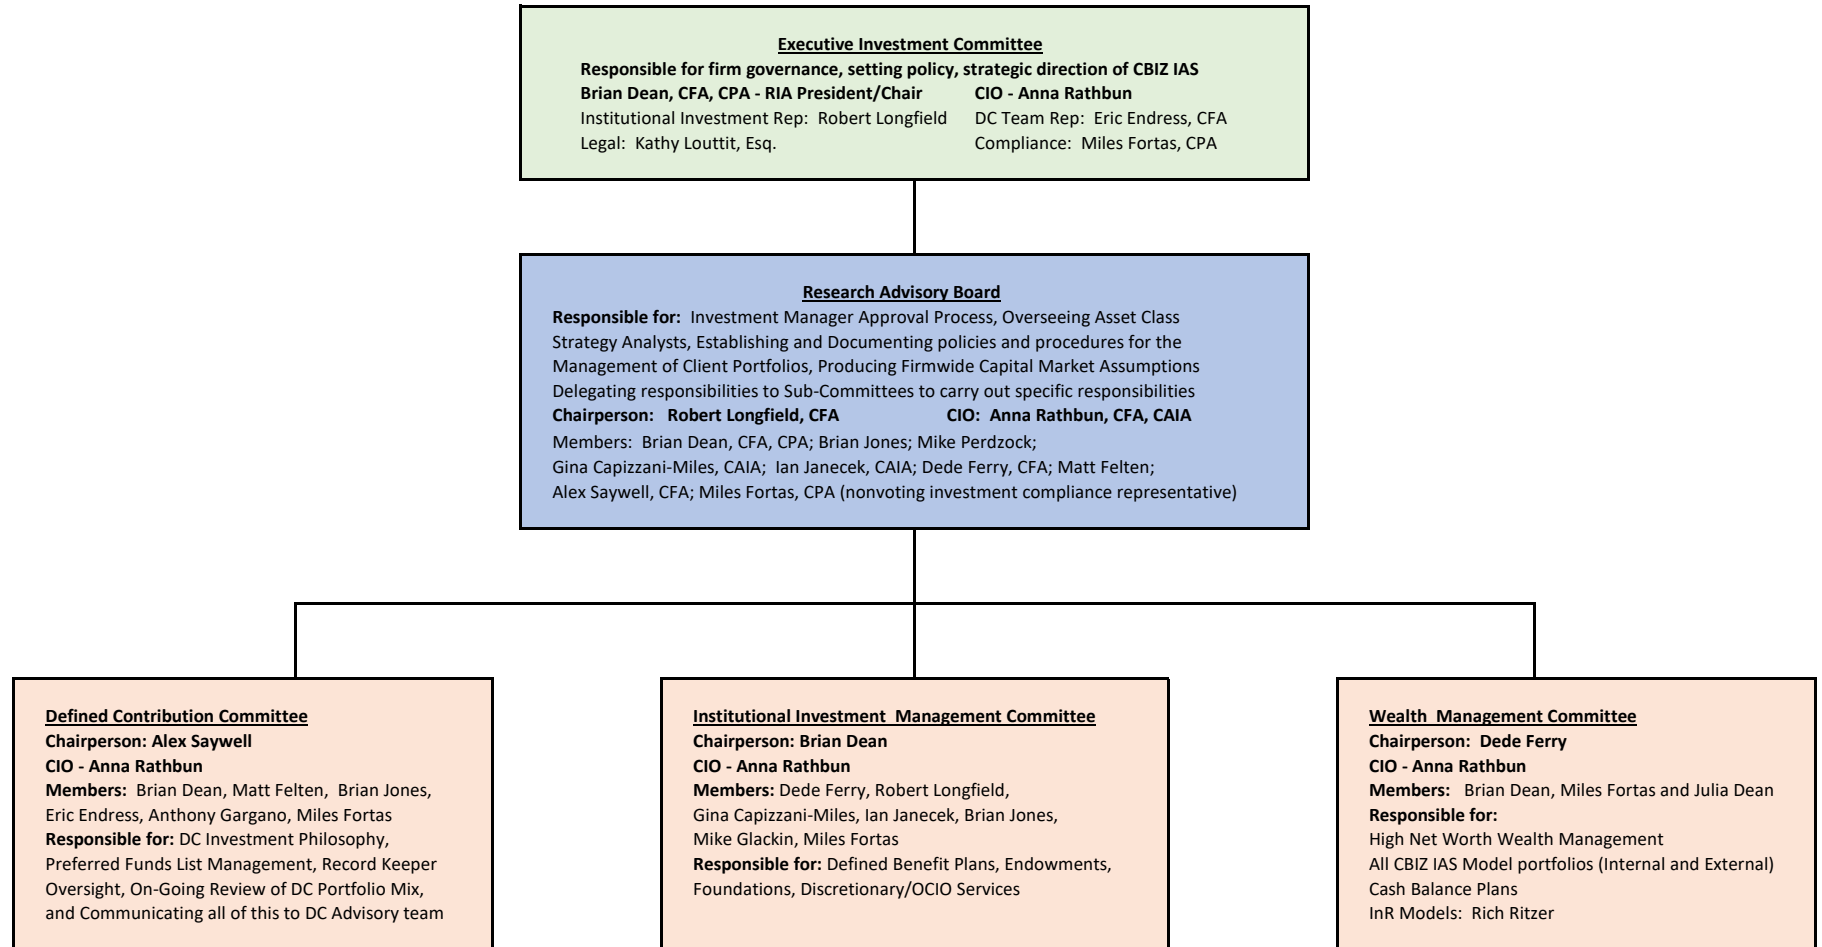 Executive Investment Committee
Responsible for firm governance, setting policy, strategic direction of CBIZ IAS
Brian Dean, CFA, CPA - RIA President/Chair CIO - Anna Rathbun
Institutional Investment Rep: Robert Longfield DC Team Rep: Eric Endress, CFA
Legal: Kathy Louttit, Esq. Compliance: Miles Fortas, CPA
Research Advisory Board
Responsible for: Investment Manager Approval Process, Overseeing Asset Class
Strategy Analysts, Establishing and Documenting policies and procedures for the
Management of Client Portfolios, Producing Firmwide Capital Market Assumptions
Delegating responsibilities to Sub-Committees to carry out specific responsibilities
Chairperson: Robert Longfield, CFA CIO: Anna Rathbun, CFA, CAIA
Members: Brian Dean, CFA, CPA; Brian Jones; Mike Perdzock;
Gina Capizzani-Miles, CAIA; Ian Janecek, CAIA; Dede Ferry, CFA; Matt Felten;
Alex Saywell, CFA; Miles Fortas, CPA (nonvoting investment compliance representative)
Defined Contribution Committee
Chairperson: Alex Saywell
CIO - Anna Rathbun
Members: Brian Dean, Matt Felten, Brian Jones,
Eric Endress, Anthony Gargano, Miles Fortas
Responsible for: DC Investment Philosophy,
Preferred Funds List Management, Record Keeper
Oversight, On-Going Review of DC Portfolio Mix,
and Communicating all of this to DC Advisory team
Institutional Investment Management Committee
Chairperson: Brian Dean
CIO - Anna Rathbun
Members: Dede Ferry, Robert Longfield,
Gina Capizzani-Miles, Ian Janecek, Brian Jones,
Mike Glackin, Miles Fortas
Responsible for: Defined Benefit Plans, Endowments,
Foundations, Discretionary/OCIO Services
Wealth Management Committee
Chairperson: Dede Ferry
CIO - Anna Rathbun
Members: Brian Dean, Miles Fortas and Julia Dean
Responsible for:
High Net Worth Wealth Management
All CBIZ IAS Model portfolios (Internal and External)
Cash Balance Plans
InR Models: Rich Ritzer